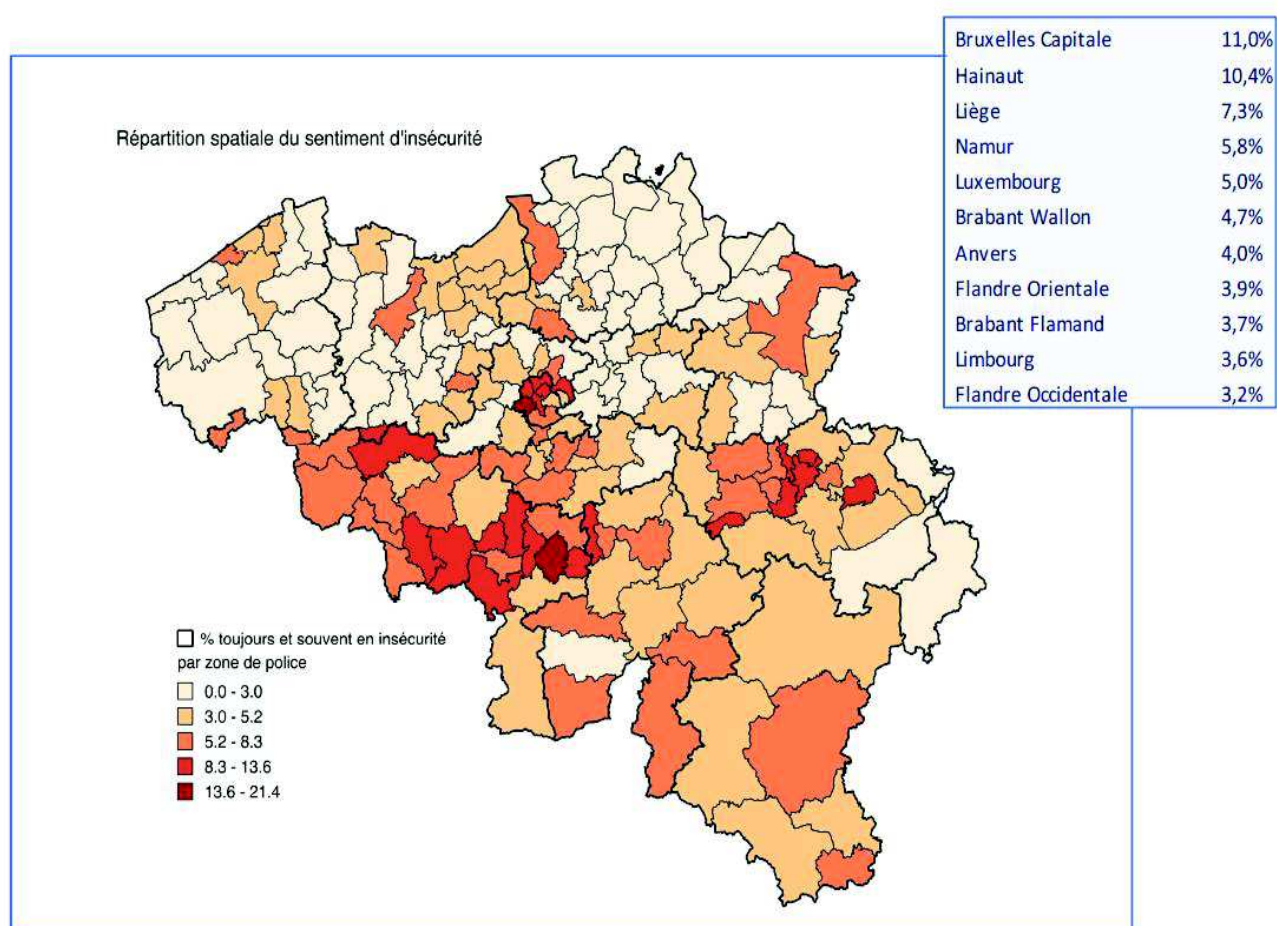 Bruxelles Capitale 11,0%
Hainaut 10,4%
Liège 7,3%
Namur 5,8%
Luxembourg 5,0%
Brabant Wallon 4,7%
Anvers 4,0%
Flandre Orientale 3,9%
Brabant Flamand 3,7%
Limbourg 3,6%
Flandre Occidentale 3,2%
Répartition spatiale du sentiment d'insécurité
% toujours et souvent en insécurité
par zone de police
0.0 - 3.0
3.0 - 5.2
5.2 - 8.3
8.3 - 13.6
13.6 - 21.4